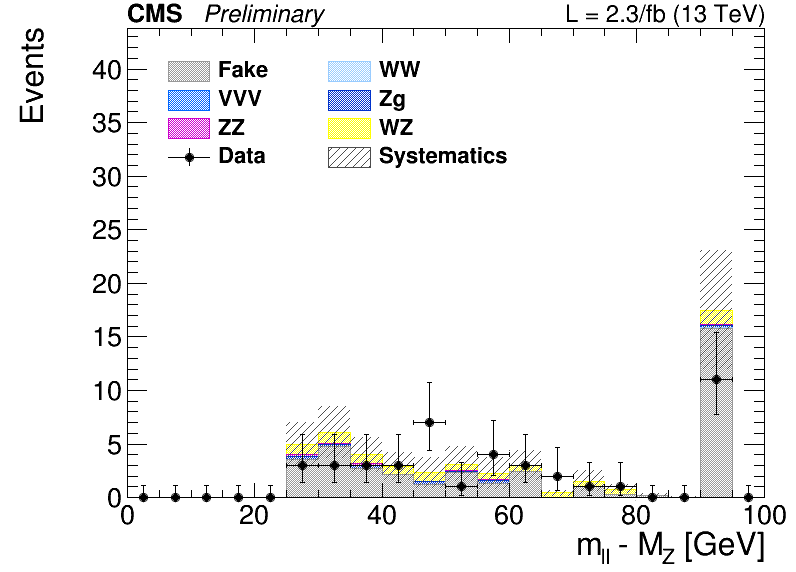 CMS Preliminary L = 2.3/fb (13 TeV)
Events
40
35
30
25
20
15
10
5
0
Fake WW
VVV Zg
ZZ WZ
Data Systematics
0 20 40 60 80 100
m_ll - M_Z [GeV]